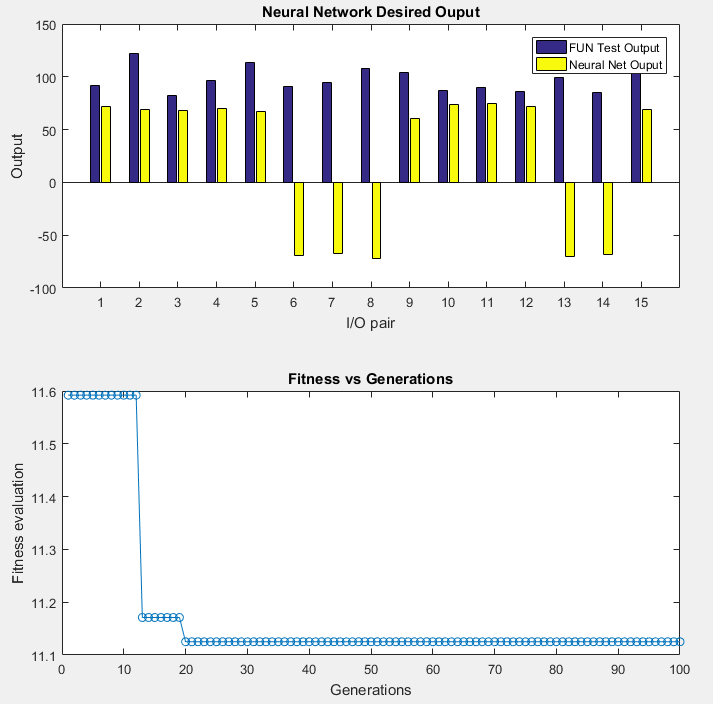 Neural Network Desired Ouput
150
100
50
0
-50
-100
Output
FUN Test Output
Neural Net Ouput
1 2 3 4 5 6 7 8 9 10 11 12 13 14 15
I/O pair
Fitness vs Generations
11.6
11.5
11.4
11.3
11.2
11.1
Fitness evaluation
0 10 20 30 40 50 60 70 80 90 100
Generations